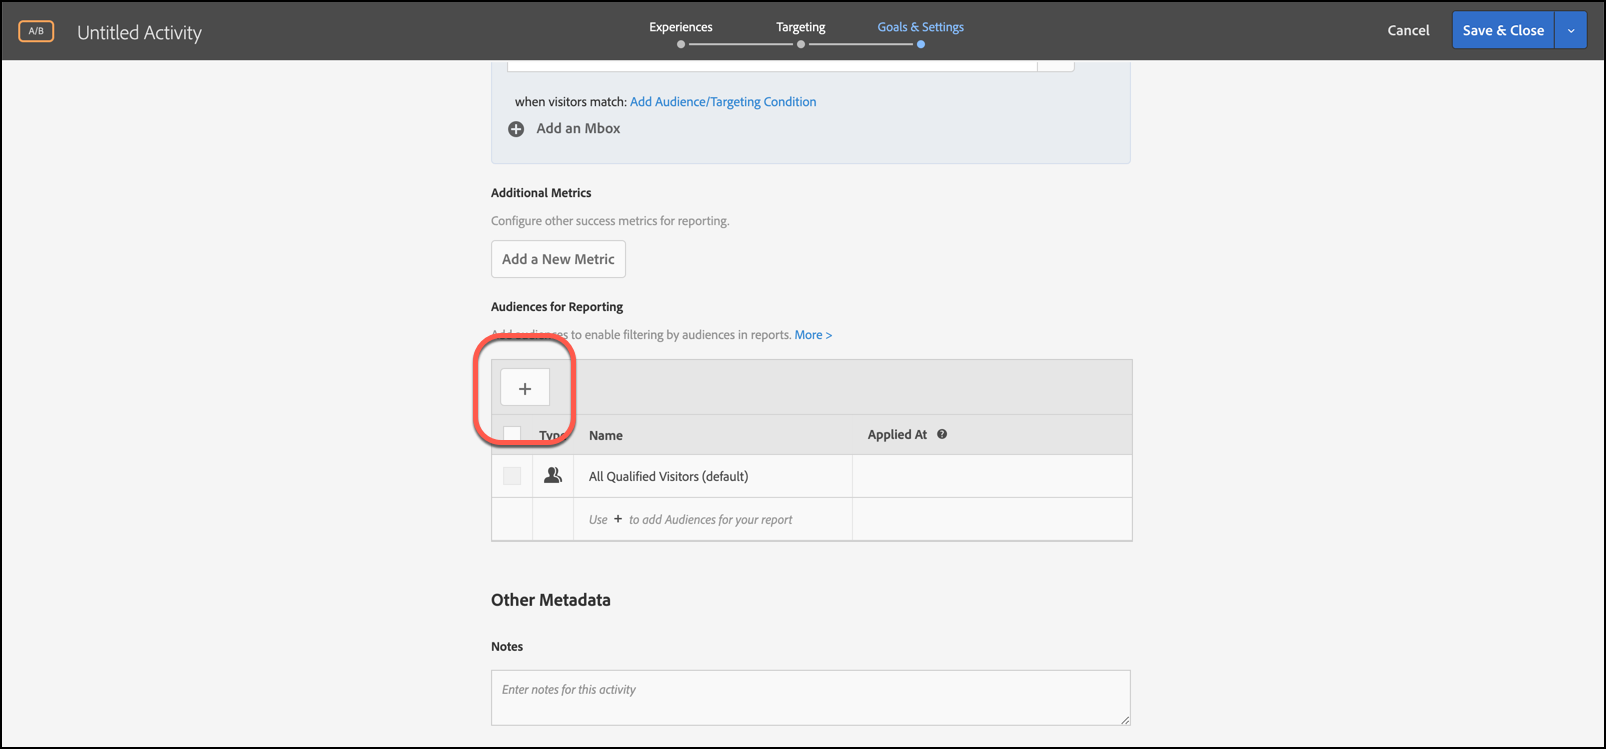 A/B Untitled Activity Experiences Targeting Goals & Settings Cancel Save & Close
when visitors match: Add Audience/Targeting Condition
Add an Mbox
Additional Metrics
Configure other success metrics for reporting.
Add a New Metric
Audiences for Reporting
Add audiences to enable filtering by audiences in reports. More >
+
Type Name Applied At ?
All Qualified Visitors (default)
Use + to add Audiences for your report
Other Metadata
Notes
Enter notes for this activity